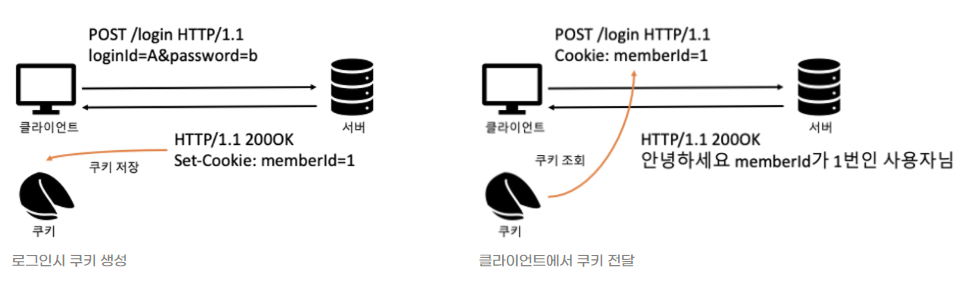 POST /login HTTP/1.1
loginId=A&password=b
클라이언트
서버
HTTP/1.1 200OK
Set-Cookie: memberId=1
쿠키 저장
쿠키
로그인시 쿠키 생성
POST /login HTTP/1.1
Cookie: memberId=1
클라이언트
서버
HTTP/1.1 200OK
안녕하세요 memberId가 1번인 사용자님
쿠키 조회
쿠키
클라이언트에서 쿠키 전달